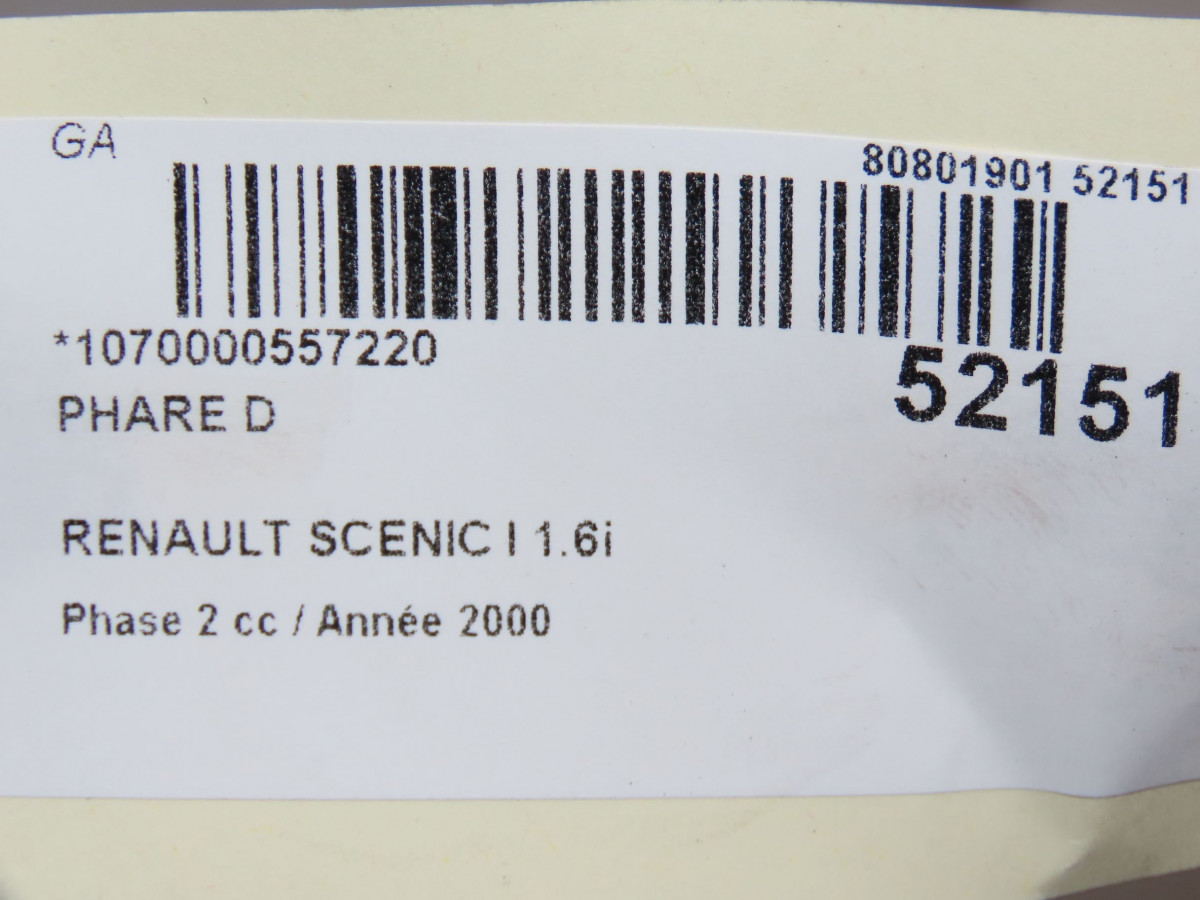 GA
80801901 52151
*1070000557220
52151
PHARE D
RENAULT SCENIC I 1.6i
Phase 2 cc / Année 2000